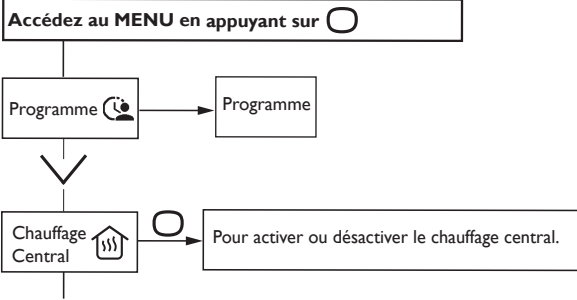 Accédez au MENU en appuyant sur
Programme
Programme
Chauffage
Central
Pour activer ou désactiver le chauffage central.